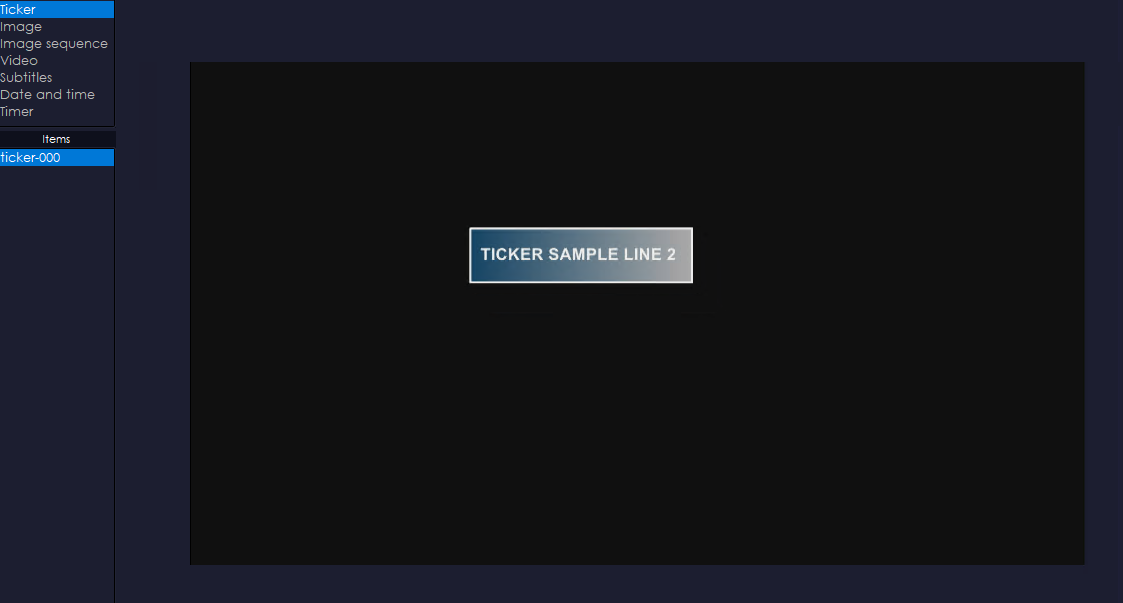 Ticker
Image
Image sequence
Video
Subtitles
Date and time
Timer
Items
ticker-000
TICKER SAMPLE LINE 2